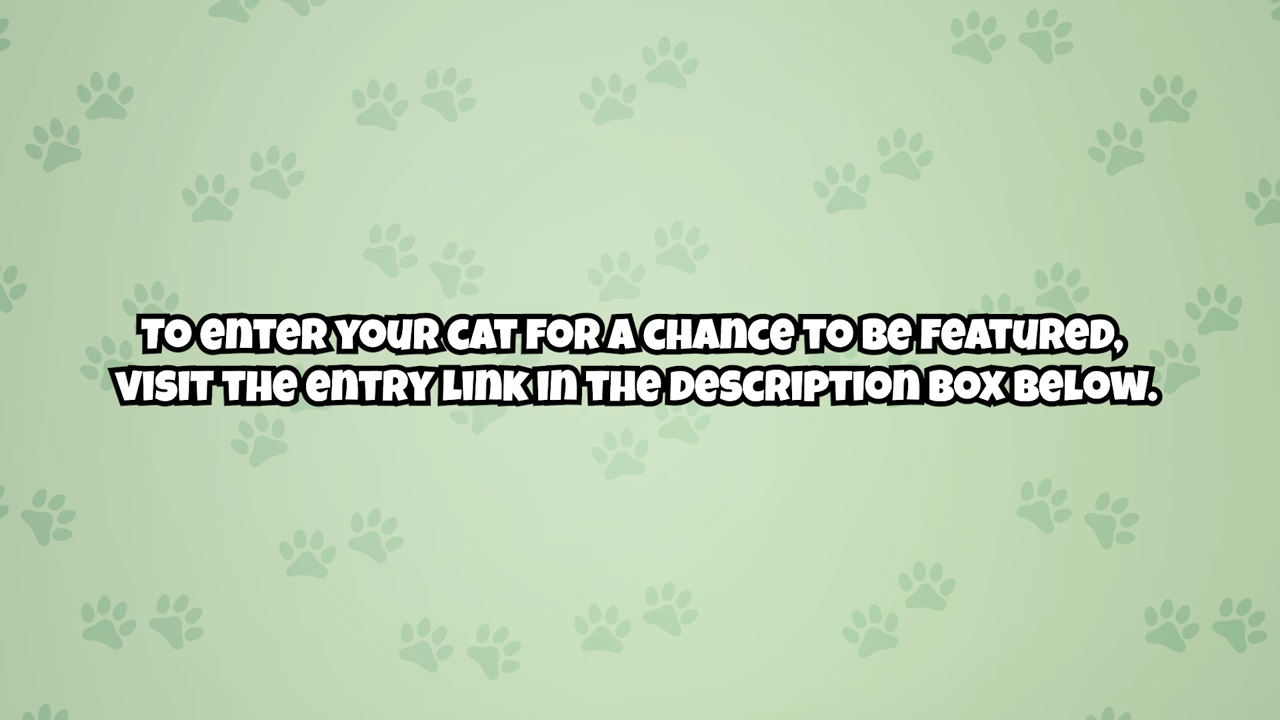 To enter your cat for a chance to be featured,
visit the entry link in the description box below.